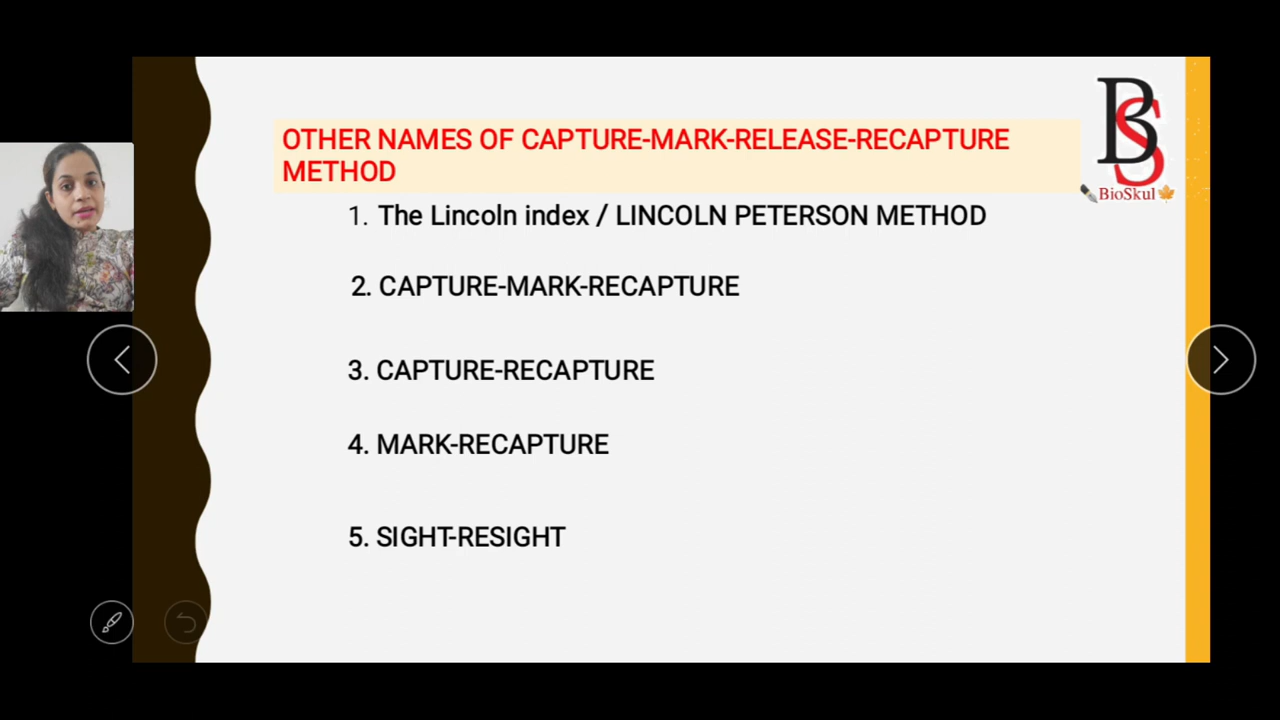 OTHER NAMES OF CAPTURE-MARK-RELEASE-RECAPTURE
METHOD
BS
BioSkul
1. The Lincoln index / LINCOLN PETERSON METHOD
2. CAPTURE-MARK-RECAPTURE
3. CAPTURE-RECAPTURE
4. MARK-RECAPTURE
5. SIGHT-RESIGHT